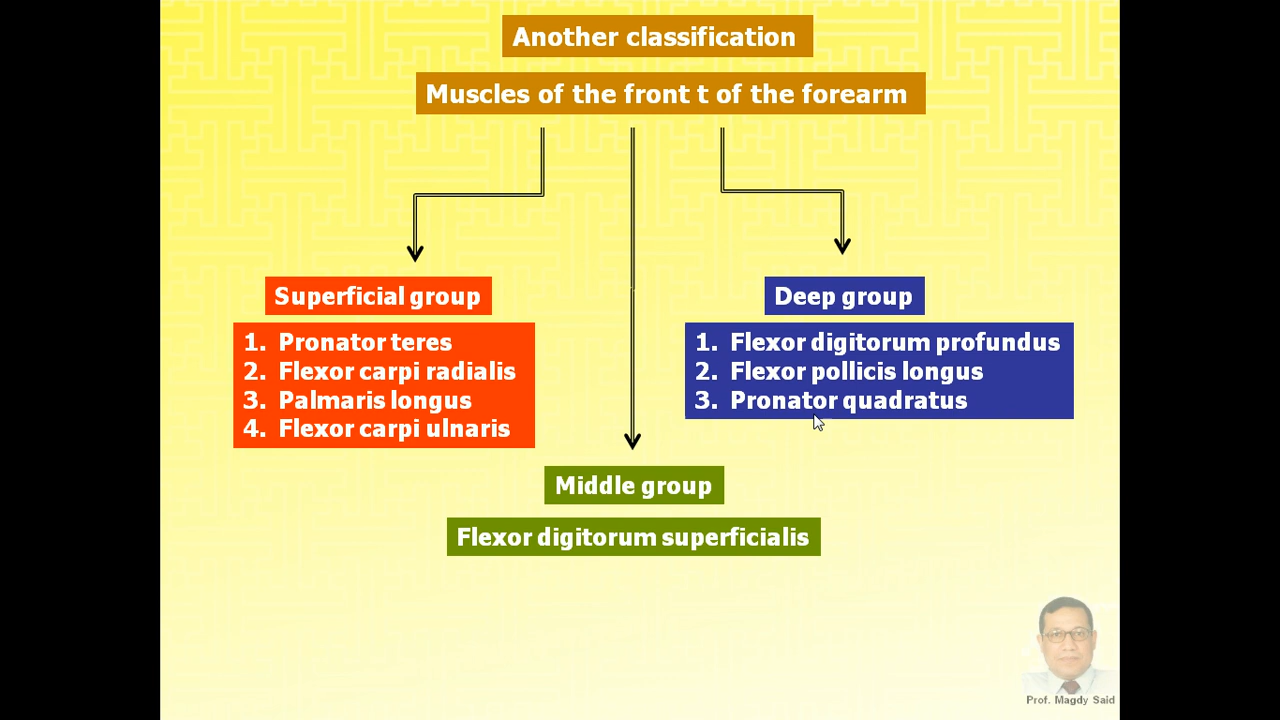 Another classification
Muscles of the front t of the forearm
Superficial group
1. Pronator teres
2. Flexor carpi radialis
3. Palmaris longus
4. Flexor carpi ulnaris
Deep group
1. Flexor digitorum profundus
2. Flexor pollicis longus
3. Pronator quadratus
Middle group
Flexor digitorum superficialis
Prof. Magdy Said